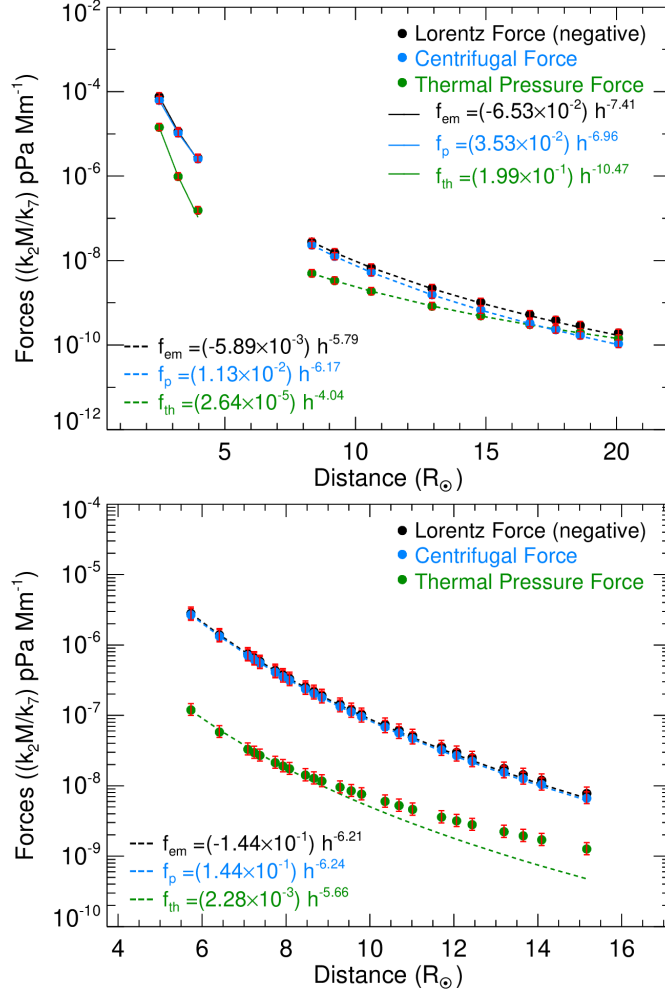 Lorentz Force (negative)
Centrifugal Force
Thermal Pressure Force
f_em =(-6.53×10^-2) h^-7.41
f_p =(3.53×10^-2) h^-6.96
f_th =(1.99×10^-1) h^-10.47
10^-4
10^-6
10^-8
10^-10
10^-12
Forces ((k_2M/k_7) pPa Mm^-1)
f_em =(-5.89×10^-3) h^-5.79
f_p =(1.13×10^-2) h^-6.17
f_th =(2.64×10^-5) h^-4.04
5 10 15 20
Distance (R_☉)
Lorentz Force (negative)
Centrifugal Force
Thermal Pressure Force
10^-4
10^-5
10^-6
10^-7
10^-8
10^-9
10^-10
Forces ((k_2M/k_7) pPa Mm^-1)
f_em =(-1.44×10^-1) h^-6.21
f_p =(1.44×10^-1) h^-6.24
f_th =(2.28×10^-3) h^-5.66
4 6 8 10 12 14 16
Distance (R_☉)